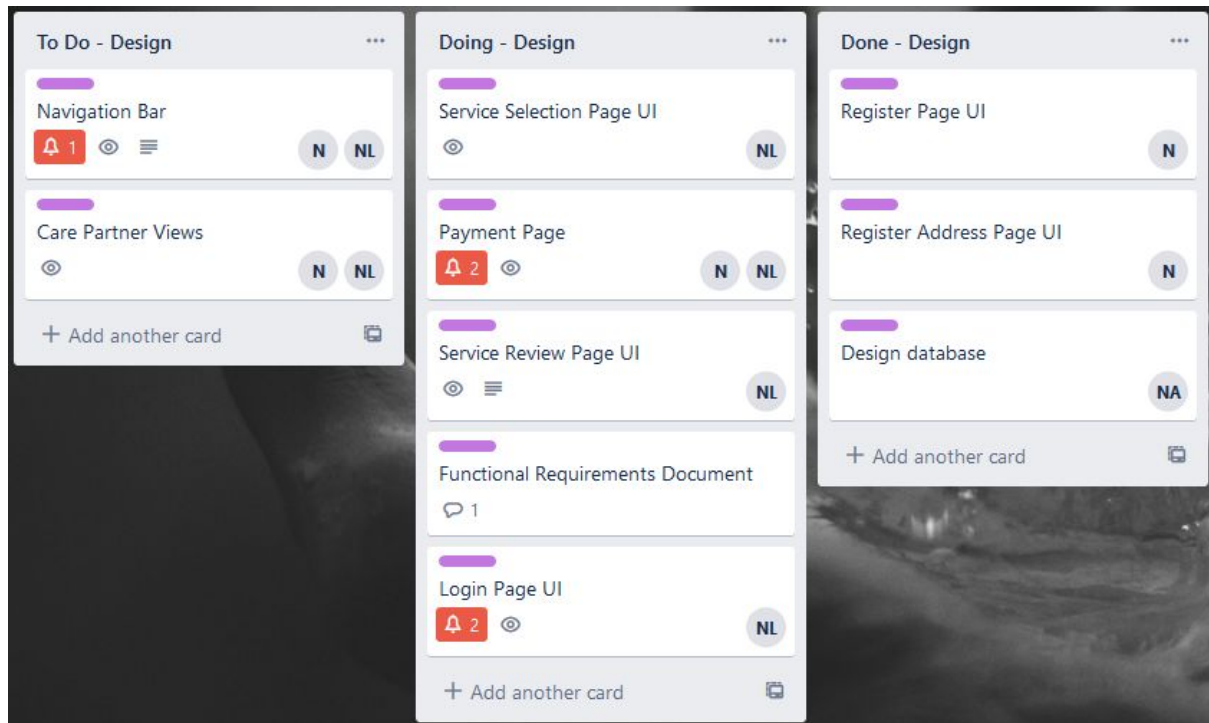 To Do - Design
Navigation Bar
1
N NL
Care Partner Views
N NL
+ Add another card
Doing - Design
Service Selection Page UI
NL
Payment Page
2
N NL
Service Review Page UI
NL
Functional Requirements Document
1
Login Page UI
2
NL
+ Add another card
Done - Design
Register Page UI
N
Register Address Page UI
N
Design database
NA
+ Add another card